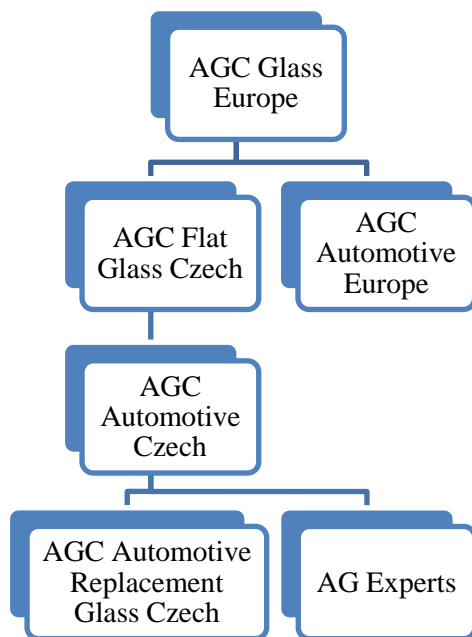 AGC Glass
Europe
AGC Flat
Glass Czech
AGC
Automotive
Europe
AGC
Automotive
Czech
AGC Automotive
Replacement
Glass Czech
AG Experts